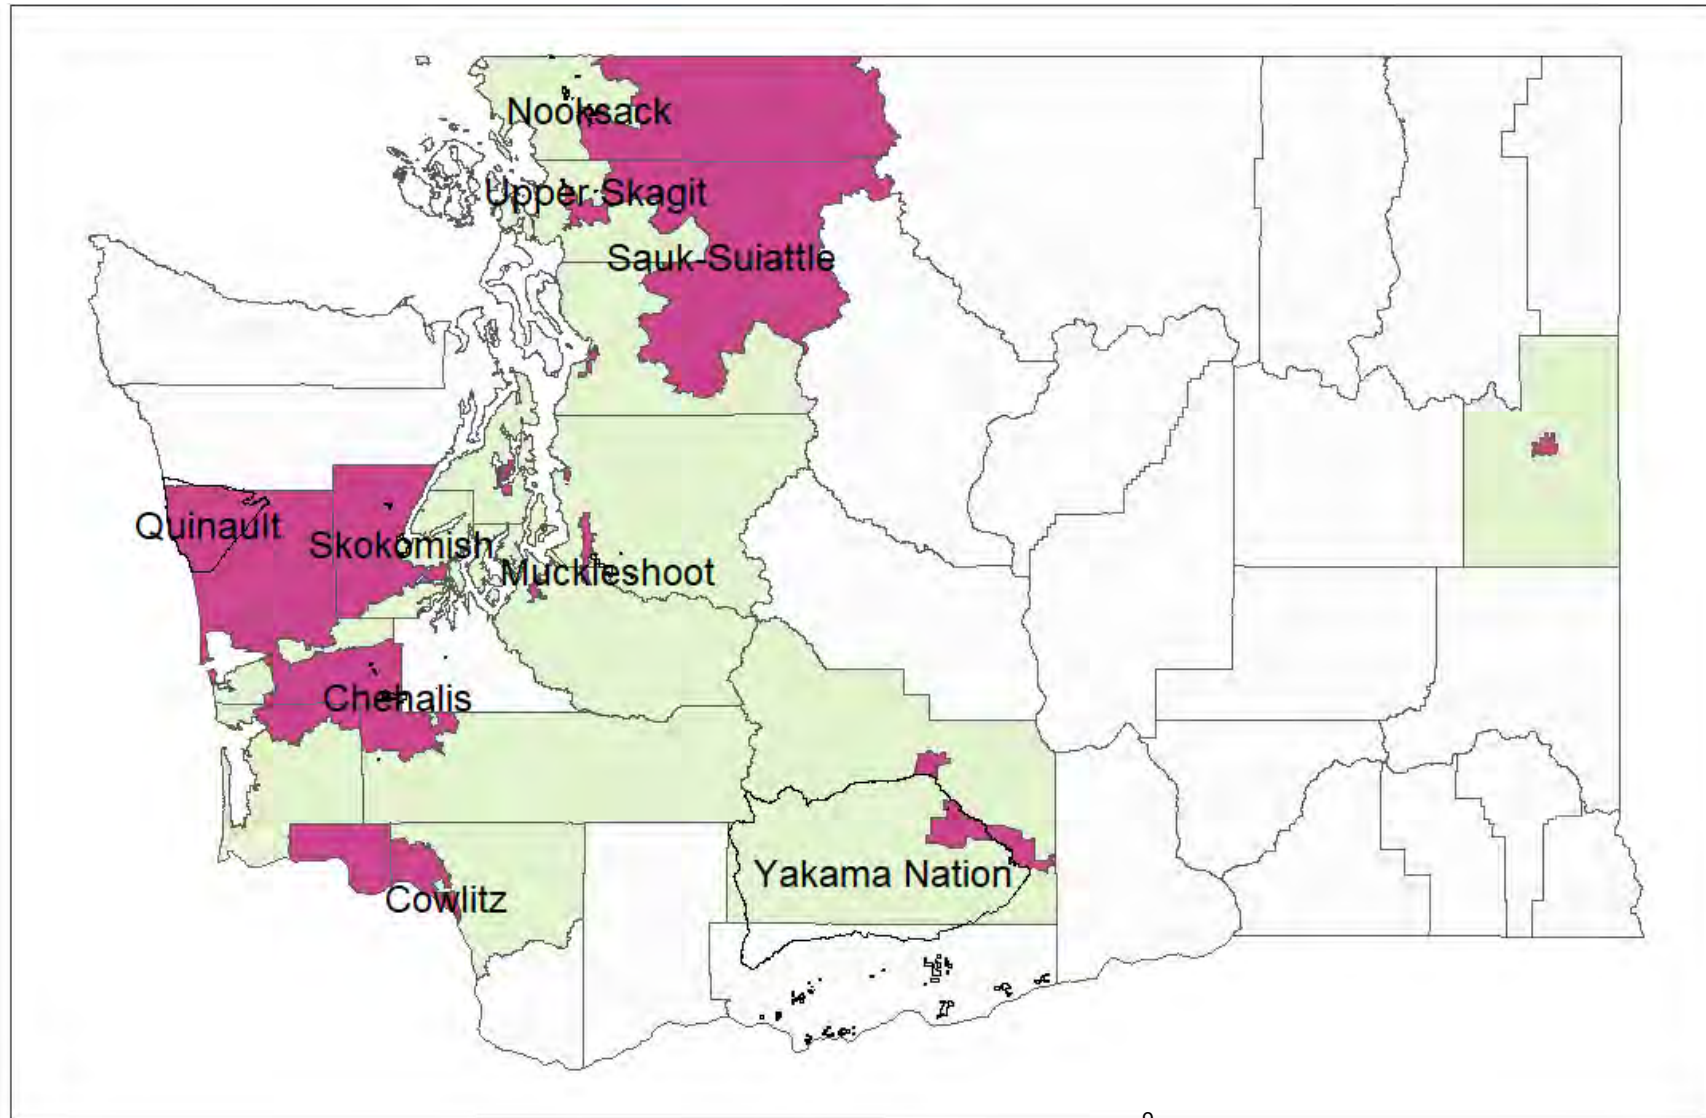 Nooksack
Upper Skagit
Sauk-Suiattle
Quinault
Skokomish
Muckleshoot
Chehalis
Yakama Nation
Cowlitz